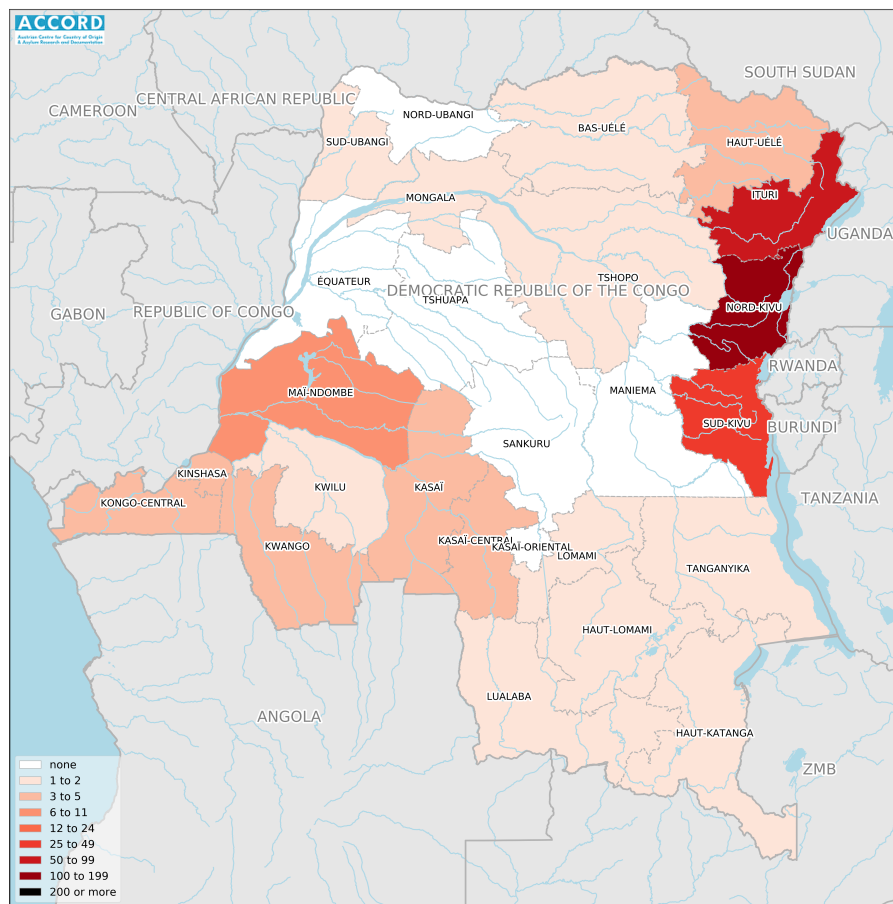 ACCORD
Austrian Centre for Country of Origin
& Asylum Research and Documentation
SOUTH SUDAN
CENTRAL AFRICAN REPUBLIC
CAMEROON
NORD-UBANGI
BAS-UÉLÉ
SUD-UBANGI
HAUT-UÉLÉ
ITURI
MONGALA
UGANDA
TSHOPO
ÉQUATEUR
DEMOCRATIC REPUBLIC OF THE CONGO
TSHUAPA
NORD-KIVU
GABON
REPUBLIC OF CONGO
RWANDA
MAÏ-NDOMBE
MANIEMA
SUD-KIVU
BURUNDI
SANKURU
KINSHASA
KWILU
KASAÏ
TANZANIA
KONGO-CENTRAL
KASAÏ-CENTRAL
KWANGO
KASAÏ-ORIENTAL
LOMAMI
TANGANYIKA
HAUT-LOMAMI
LUALABA
ANGOLA
HAUT-KATANGA
ZMB
none
1 to 2
3 to 5
6 to 11
12 to 24
25 to 49
50 to 99
100 to 199
200 or more